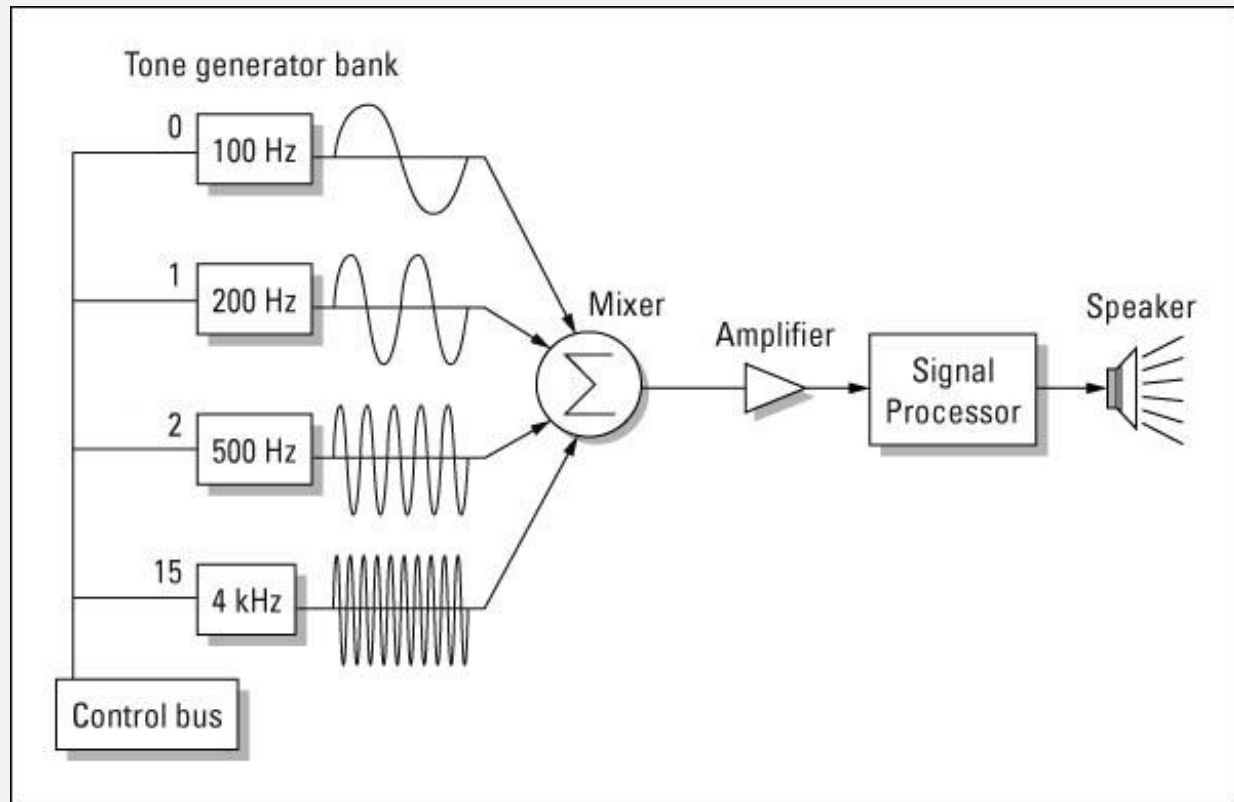 Tone generator bank
0
100 Hz
1
200 Hz
Mixer
Speaker
Amplifier
Σ
Signal
Processor
2
500 Hz
15
4 kHz
Control bus